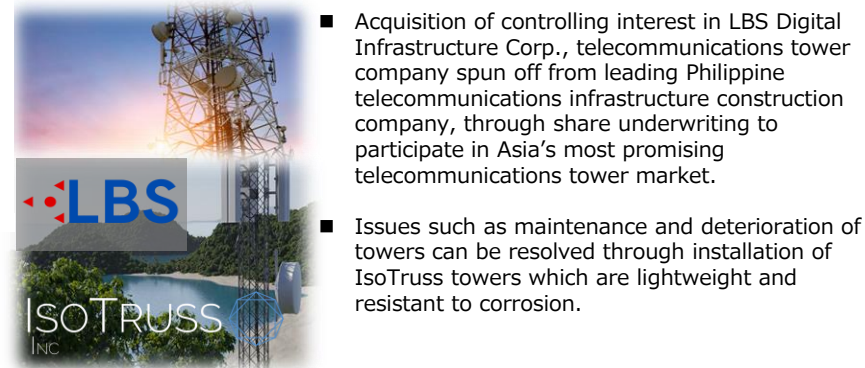 ■ Acquisition of controlling interest in LBS Digital
Infrastructure Corp., telecommunications tower
company spun off from leading Philippine
telecommunications infrastructure construction
company, through share underwriting to
participate in Asia’s most promising
telecommunications tower market.
LBS
■ Issues such as maintenance and deterioration of
towers can be resolved through installation of
IsoTruss towers which are lightweight and
resistant to corrosion.
ISOTRUSS
INC